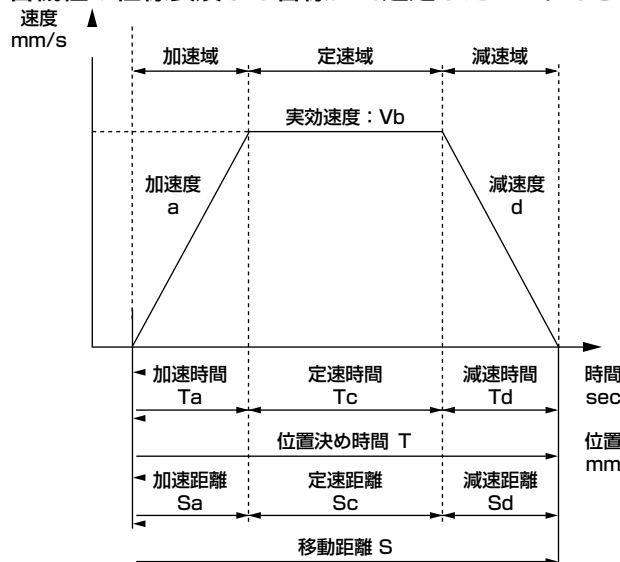 速度
mm/s
加速域 定速域 減速域
実効速度：Vb
加速度
a
減速度
d
加速時間 定速時間 減速時間 時間
Ta Tc Td sec
位置決め時間 T 位置
mm
加速距離 定速距離 減速距離
Sa Sc Sd
移動距離 S